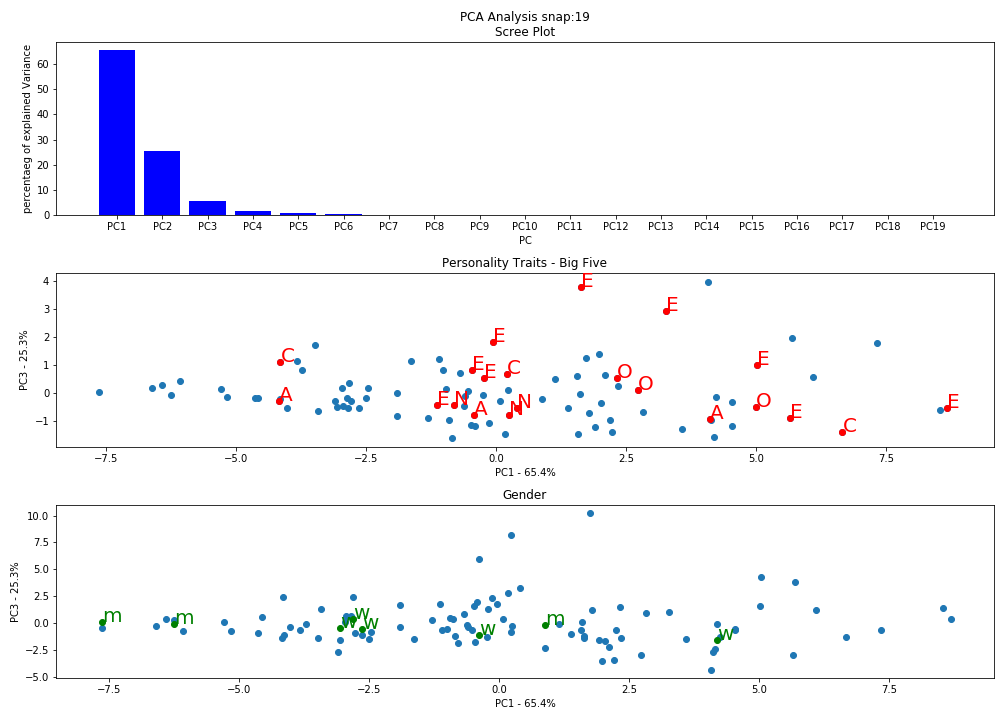 PCA Analysis snap:19
Scree Plot
percentaeg of explained Variance
60
50
40
30
20
10
0
PC1 PC2 PC3 PC4 PC5 PC6 PC7 PC8 PC9 PC10 PC11 PC12 PC13 PC14 PC15 PC16 PC17 PC18 PC19
PC
Personality Traits - Big Five
PC3 - 25.3%
4
3
2
1
0
−1
E
E
E
C
E
E
E
C
O
O
A
E
N
A
N
N
A
O
E
C
E
−7.5 −5.0 −2.5 0.0 2.5 5.0 7.5
PC1 - 65.4%
Gender
PC3 - 25.3%
10.0
7.5
5.0
2.5
0.0
−2.5
−5.0
m
m
w
w
w
w
m
w
−7.5 −5.0 −2.5 0.0 2.5 5.0 7.5
PC1 - 65.4%